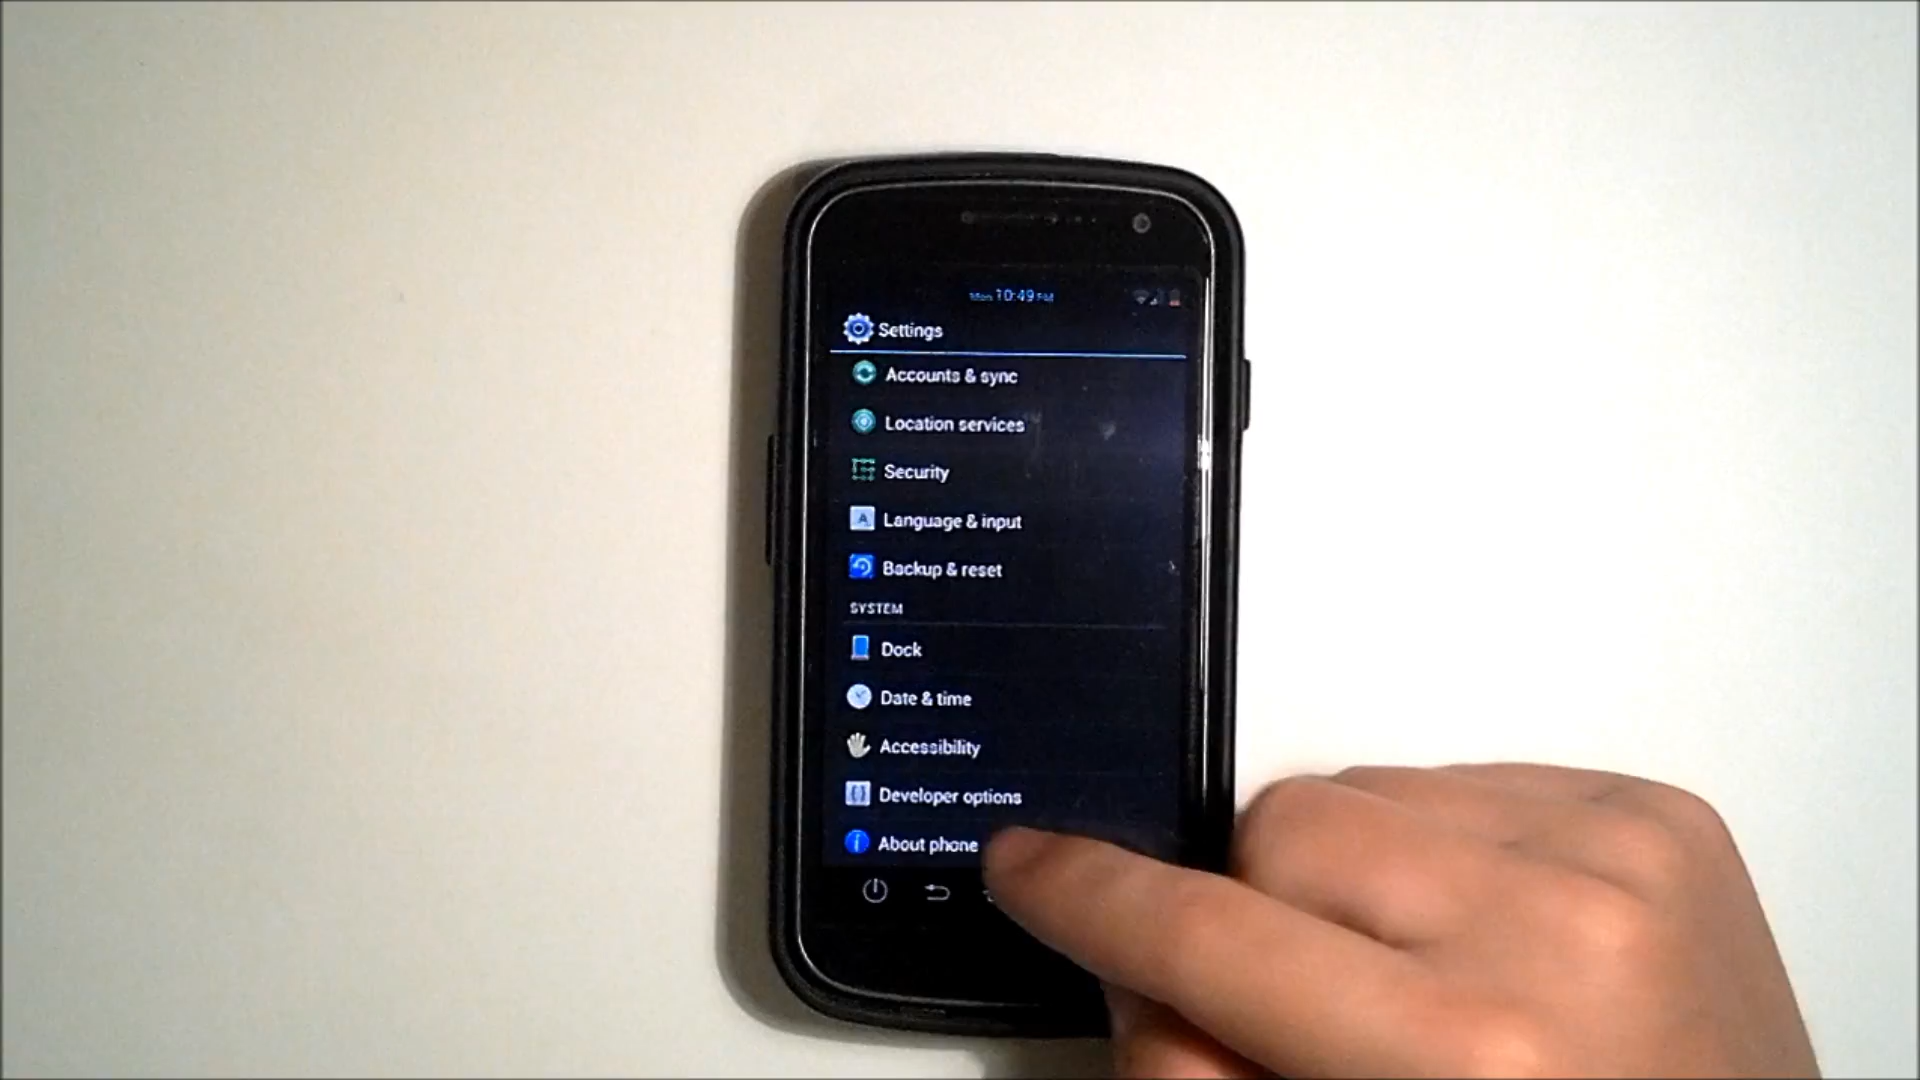 Mon 10:49 PM
Settings
Accounts & sync
Location services
Security
Language & input
Backup & reset
SYSTEM
Dock
Date & time
Accessibility
Developer options
About phone